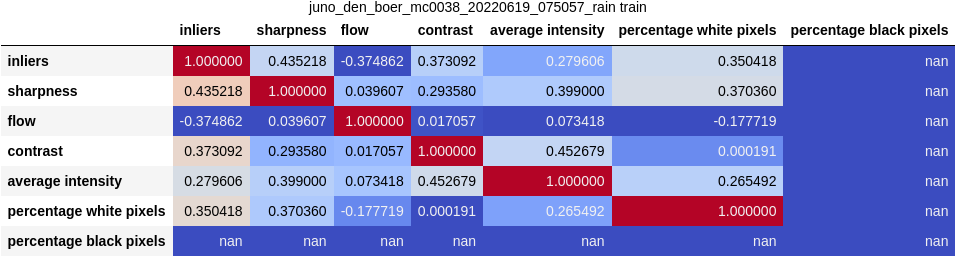 juno_den_boer_mc0038_20220619_075057_rain train
inliers sharpness flow contrast average intensity percentage white pixels percentage black pixels
inliers 1.000000 0.435218 -0.374862 0.373092 0.279606 0.350418 nan
sharpness 0.435218 1.000000 0.039607 0.293580 0.399000 0.370360 nan
flow -0.374862 0.039607 1.000000 0.017057 0.073418 -0.177719 nan
contrast 0.373092 0.293580 0.017057 1.000000 0.452679 0.000191 nan
average intensity 0.279606 0.399000 0.073418 0.452679 1.000000 0.265492 nan
percentage white pixels 0.350418 0.370360 -0.177719 0.000191 0.265492 1.000000 nan
percentage black pixels nan nan nan nan nan nan nan